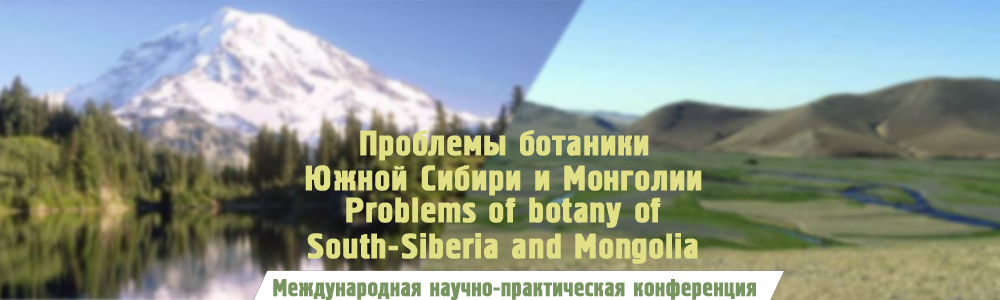 Проблемы ботаники
Южной Сибири и Монголии
Problems of botany of
South-Siberia and Mongolia
Международная научно-практическая конференция